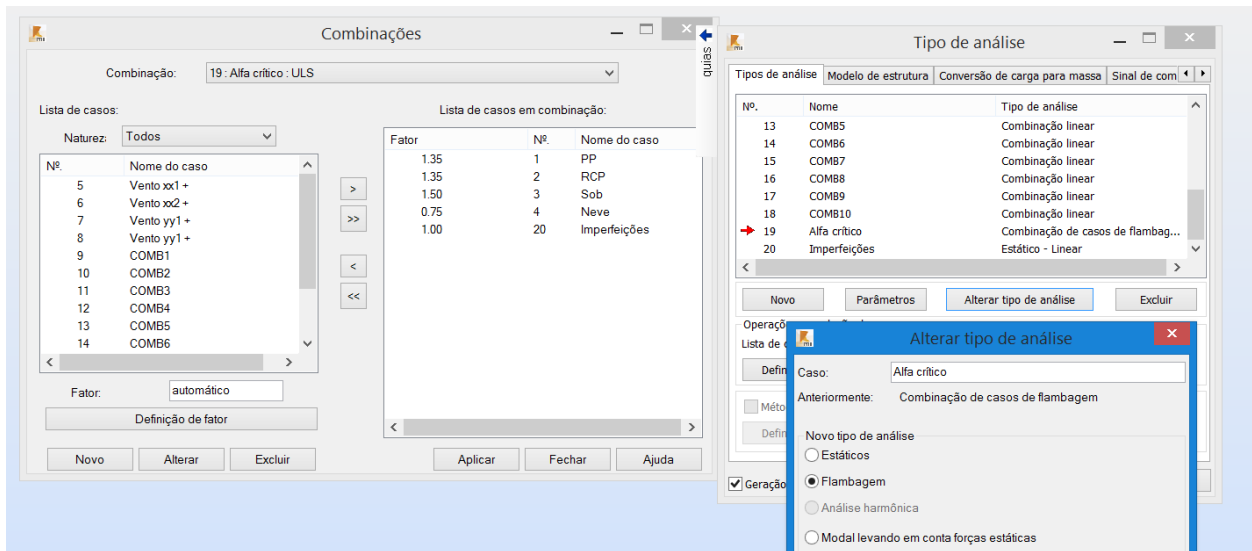 Combinações
Combinação: 19 : Alfa crítico : ULS
Lista de casos:
Naturez: Todos
Nº. Nome do caso
5 Vento xx1 +
6 Vento xx2 +
7 Vento yy1 +
8 Vento yy1 +
9 COMB1
10 COMB2
11 COMB3
12 COMB4
13 COMB5
14 COMB6
Fator: automático
Definição de fator
Novo Alterar Excluir
> 
>>
<
<<
Lista de casos em combinação:
Fator Nº. Nome do caso
1.35 1 PP
1.35 2 RCP
1.50 3 Sob
0.75 4 Neve
1.00 20 Imperfeições
Aplicar Fechar Ajuda
Tipo de análise
Tipos de análise Modelo de estrutura Conversão de carga para massa Sinal de com
Nº. Nome Tipo de análise
13 COMB5 Combinação linear
14 COMB6 Combinação linear
15 COMB7 Combinação linear
16 COMB8 Combinação linear
17 COMB9 Combinação linear
18 COMB10 Combinação linear
19 Alfa crítico Combinação de casos de flambag...
20 Imperfeições Estático - Linear
Novo Parâmetros Alterar tipo de análise Excluir
Operaçõ
Lista de
Defin
Méto
Defin
Geração
Alterar tipo de análise
Caso: Alfa crítico
Anteriormente: Combinação de casos de flambagem
Novo tipo de análise
Estáticos
Flambagem
Análise harmônica
Modal levando em conta forças estáticas